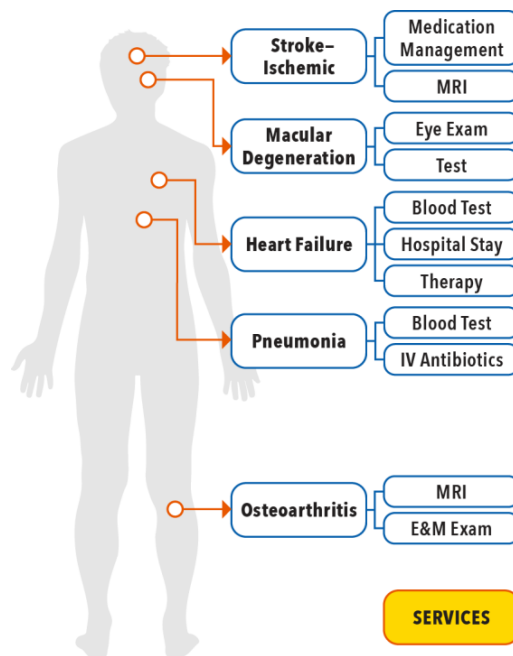 Stroke–
Ischemic
Medication
Management
MRI
Macular
Degeneration
Eye Exam
Test
Heart Failure
Blood Test
Hospital Stay
Therapy
Pneumonia
Blood Test
IV Antibiotics
Osteoarthritis
MRI
E&M Exam
SERVICES